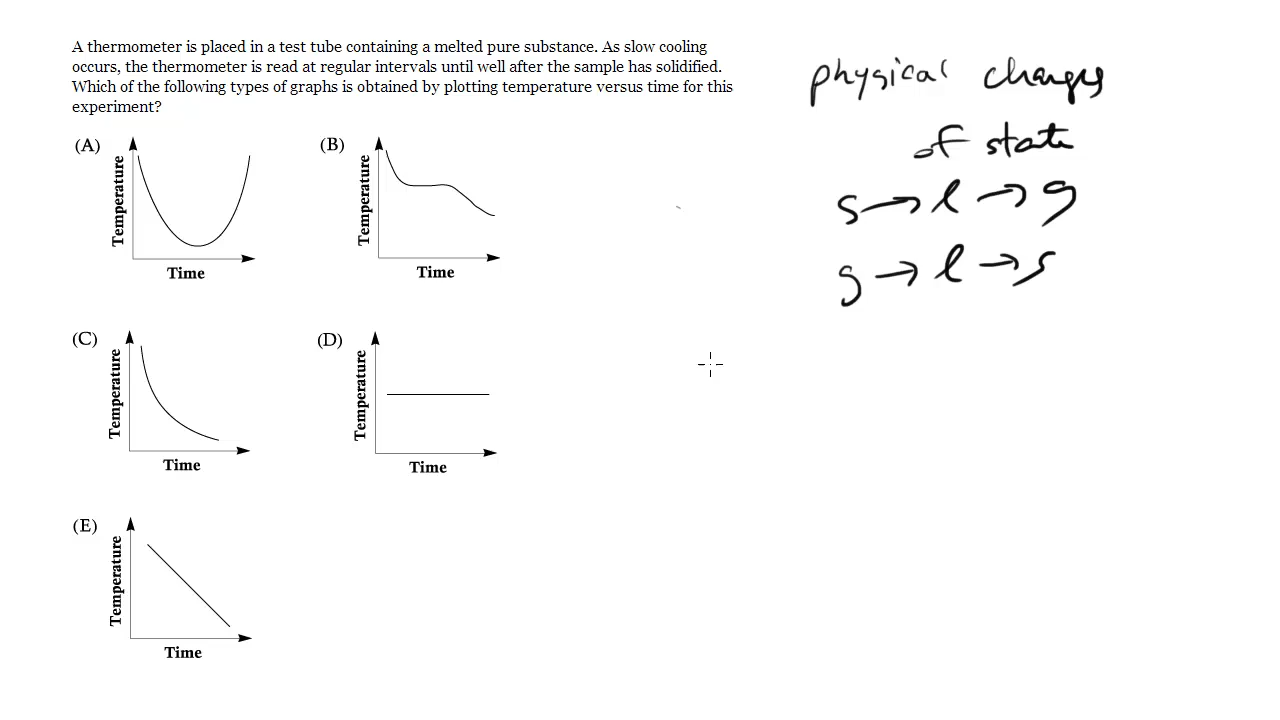 A thermometer is placed in a test tube containing a melted pure substance. As slow cooling
occurs, the thermometer is read at regular intervals until well after the sample has solidified.
Which of the following types of graphs is obtained by plotting temperature versus time for this
experiment?
(A)
Temperature
Time
(B)
Temperature
Time
(C)
Temperature
Time
(D)
Temperature
Time
(E)
Temperature
Time
physical changes
of state
s → l → g
g → l → s